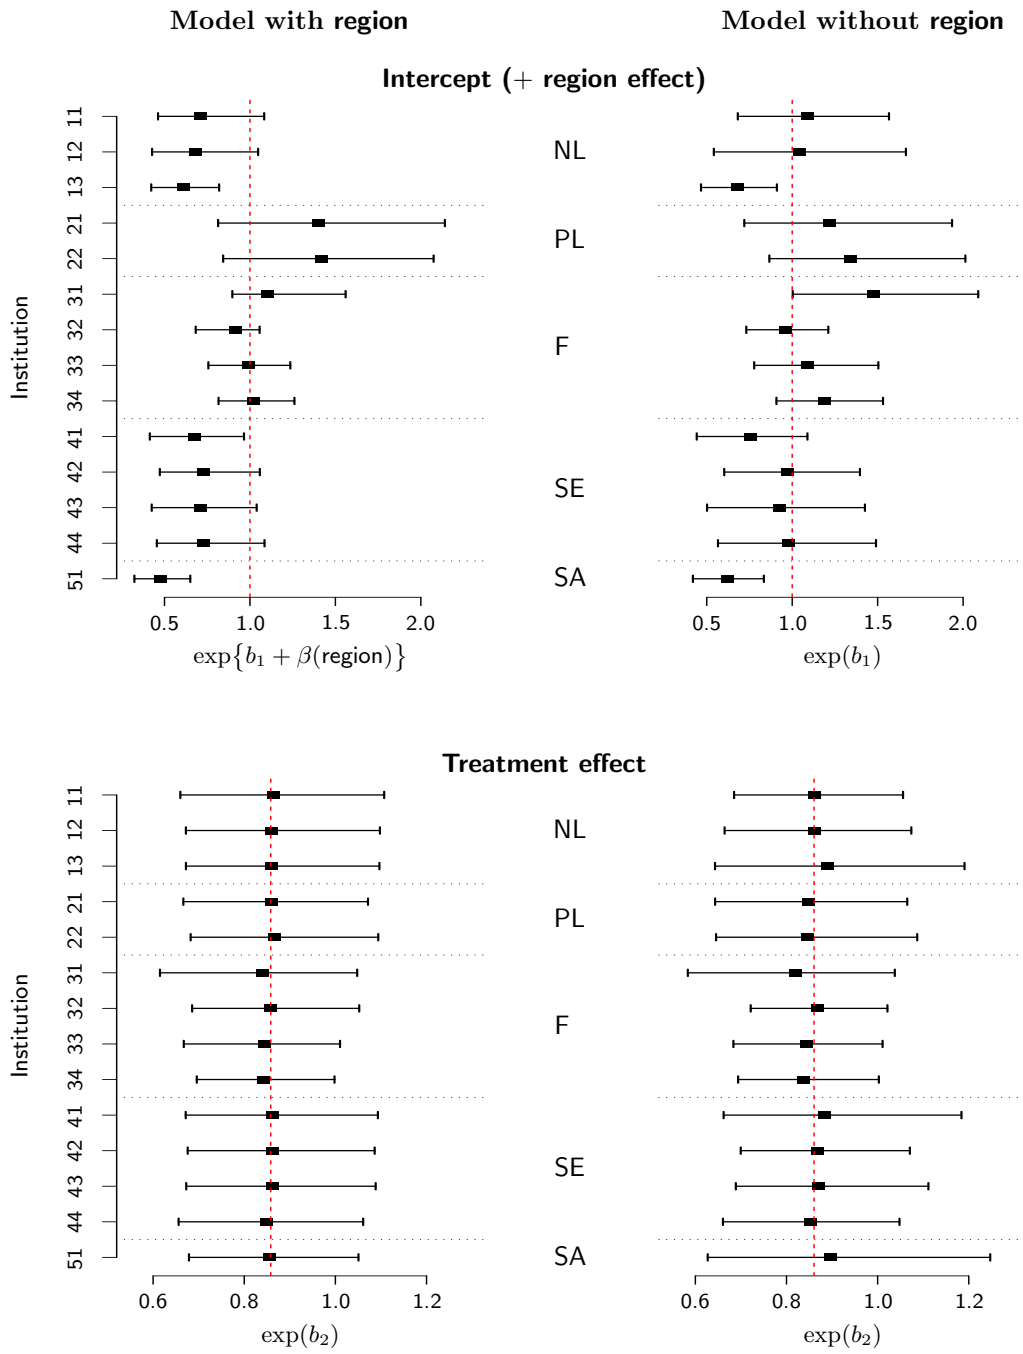 Model with region
Model without region
Intercept (+ region effect)
Institution
11
12
13
21
22
31
32
33
34
41
42
43
44
51
NL
PL
F
SE
SA
0.5 1.0 1.5 2.0
exp{b1 + β(region)}
0.5 1.0 1.5 2.0
exp(b1)
Treatment effect
Institution
11
12
13
21
22
31
32
33
34
41
42
43
44
51
NL
PL
F
SE
SA
0.6 0.8 1.0 1.2
exp(b2)
0.6 0.8 1.0 1.2
exp(b2)